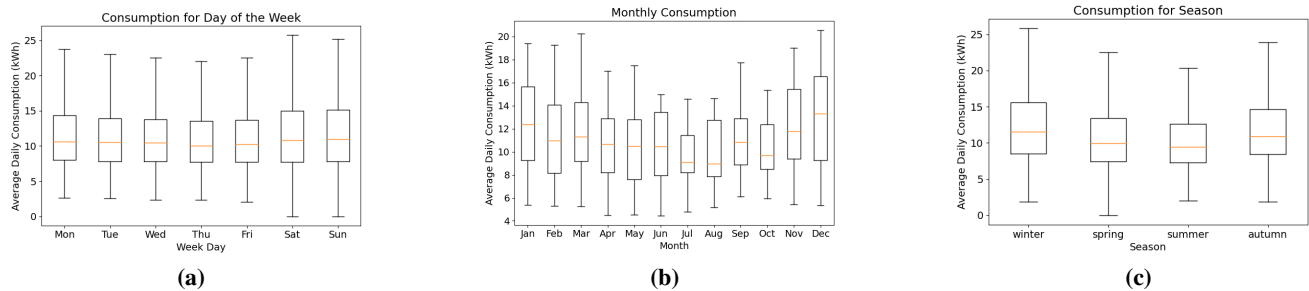 Consumption for Day of the Week
Average Daily Consumption (kWh)
25
20
15
10
5
0
Mon Tue Wed Thu Fri Sat Sun
Week Day
(a)
Monthly Consumption
Average Daily Consumption (kWh)
20
18
16
14
12
10
8
6
4
Jan Feb Mar Apr May Jun Jul Aug Sep Oct Nov Dec
Month
(b)
Consumption for Season
Average Daily Consumption (kWh)
25
20
15
10
5
0
winter spring summer autumn
Season
(c)